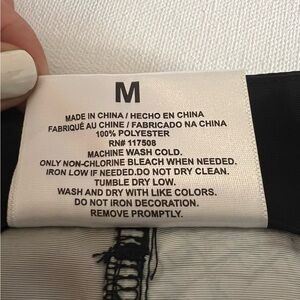 M
MADE IN CHINA / HECHO EN CHINA
FABRIQUÉ AU CHINE / FABRICADO NA CHINA
100% POLYESTER
RN# 117508
MACHINE WASH COLD.
ONLY NON-CHLORINE BLEACH WHEN NEEDED.
IRON LOW IF NEEDED.DO NOT DRY CLEAN.
TUMBLE DRY LOW.
WASH AND DRY WITH LIKE COLORS.
DO NOT IRON DECORATION.
REMOVE PROMPTLY.